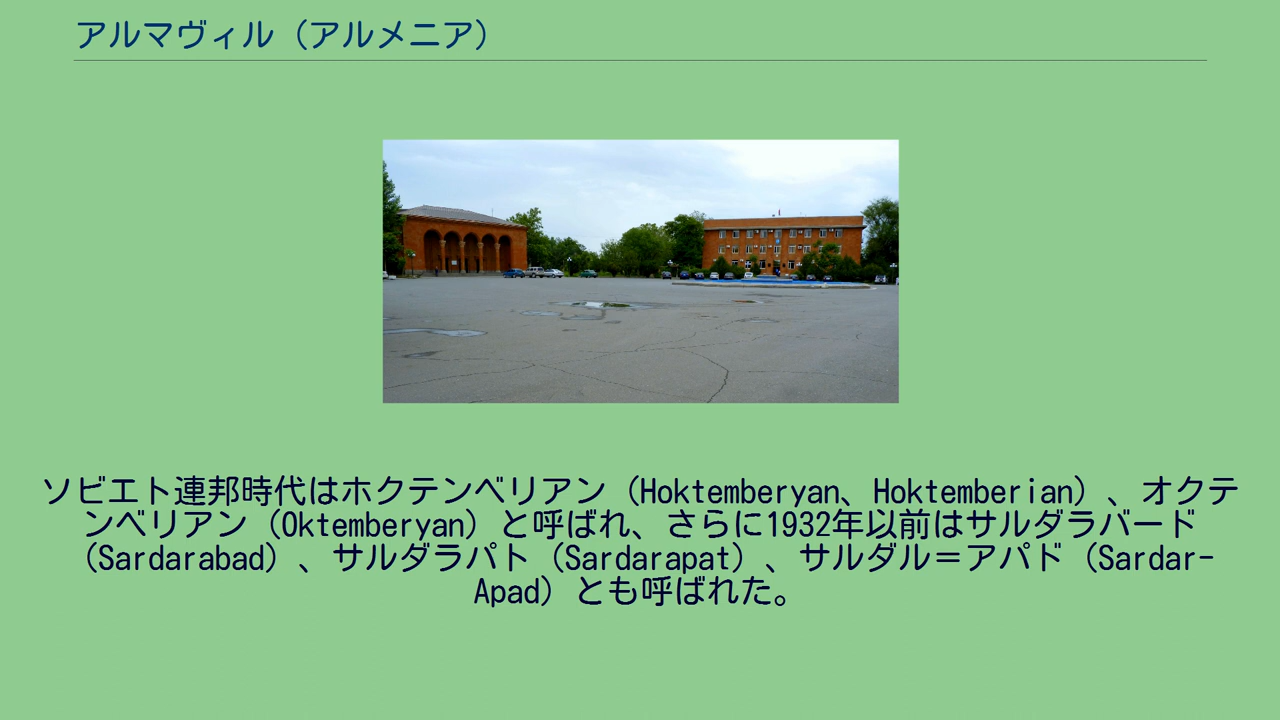 アルマヴィル（アルメニア）
ソビエト連邦時代はホクテンベリアン（Hoktemberyan、Hoktemberian）、オクテ
ンベリアン（Oktemberyan）と呼ばれ、さらに1932年以前はサルダラバード
（Sardarabad）、サルダラパト（Sardarapat）、サルダル＝アパド（Sardar-
Apad）とも呼ばれた。